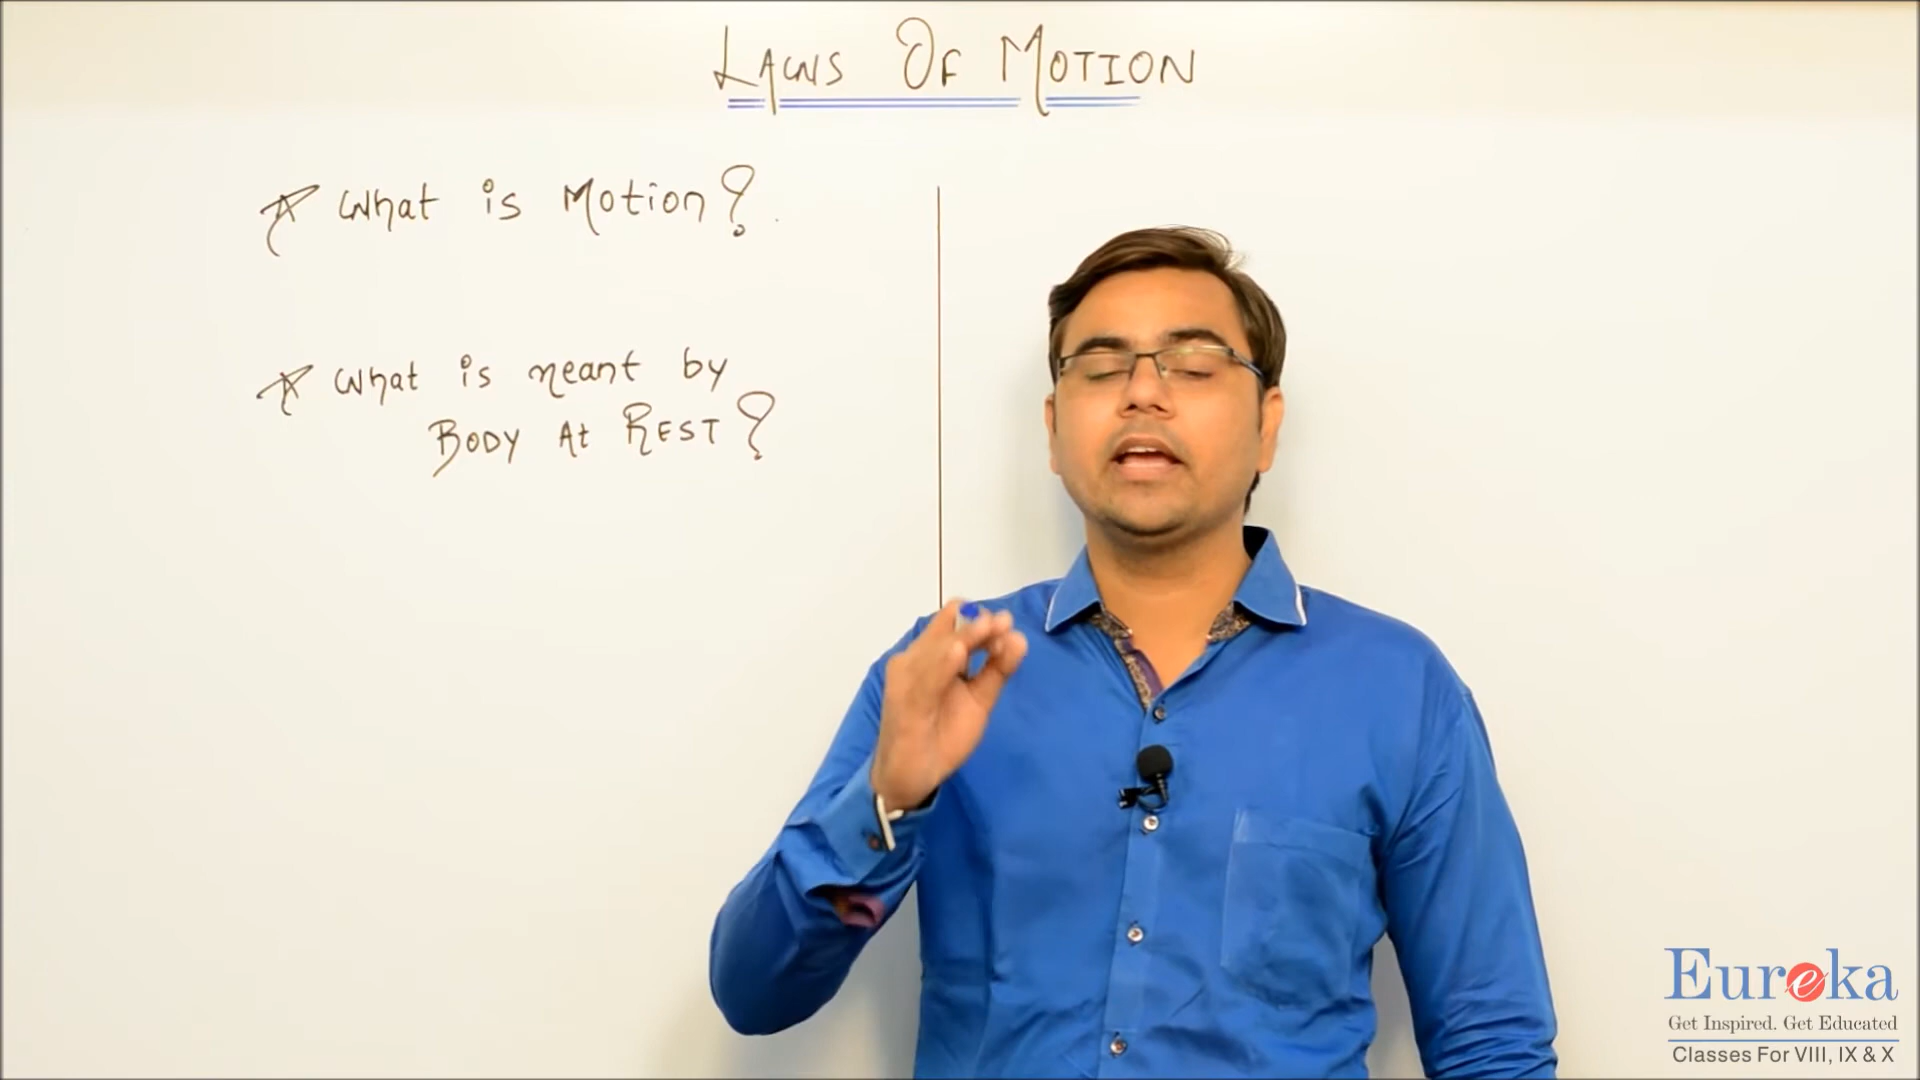 LAWS OF MOTION
What is Motion?
What is meant by
BODY At REST?
Eureka
Get Inspired. Get Educated
Classes For VIII, IX & X